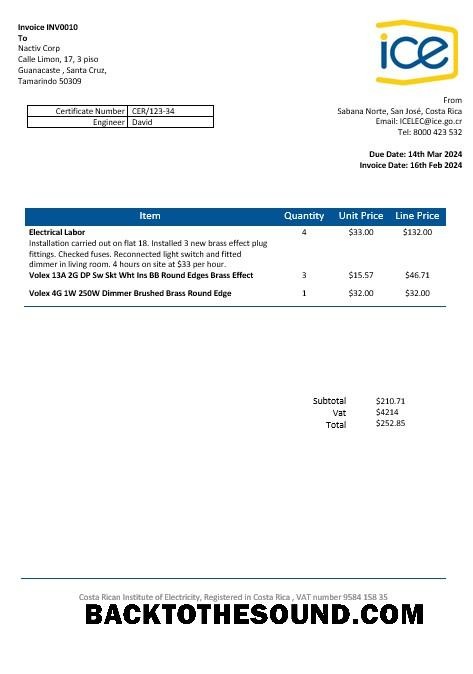 Invoice INV0010
To
Nactiv Corp
Calle Limon, 17, 3 piso
Guanacaste , Santa Cruz,
Tamarindo 50309
ice
Certificate Number CER/123-34
Engineer David
From
Sabana Norte, San José, Costa Rica
Email: ICELEC@ice.go.cr
Tel: 8000 423 532
Due Date: 14th Mar 2024
Invoice Date: 16th Feb 2024
Item Quantity Unit Price Line Price
Electrical Labor 4 $33.00 $132.00
Installation carried out on flat 18. Installed 3 new brass effect plug
fittings. Checked fuses. Reconnected light switch and fitted
dimmer in living room. 4 hours on site at $33 per hour.
Volex 13A 2G DP Sw Skt Wht Ins BB Round Edges Brass Effect 3 $15.57 $46.71
Volex 4G 1W 250W Dimmer Brushed Brass Round Edge 1 $32.00 $32.00
Subtotal $210.71
Vat $4214
Total $252.85
Costa Rican Institute of Electricity, Registered in Costa Rica , VAT number 9584 158 35
BACKTOTHESOUND.COM